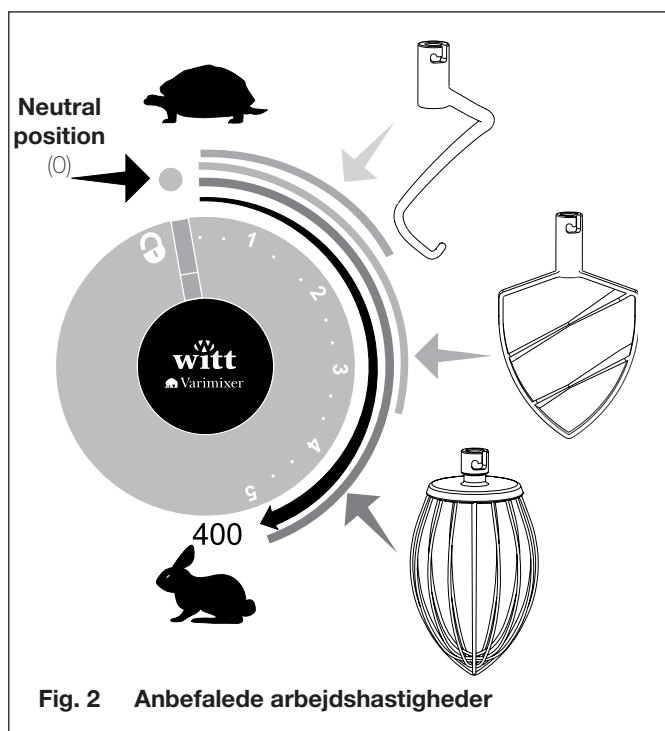 Neutral
position
(0)
1
2
3
4
5
witt
Varimixer
400
Fig. 2 Anbefalede arbejdshastigheder